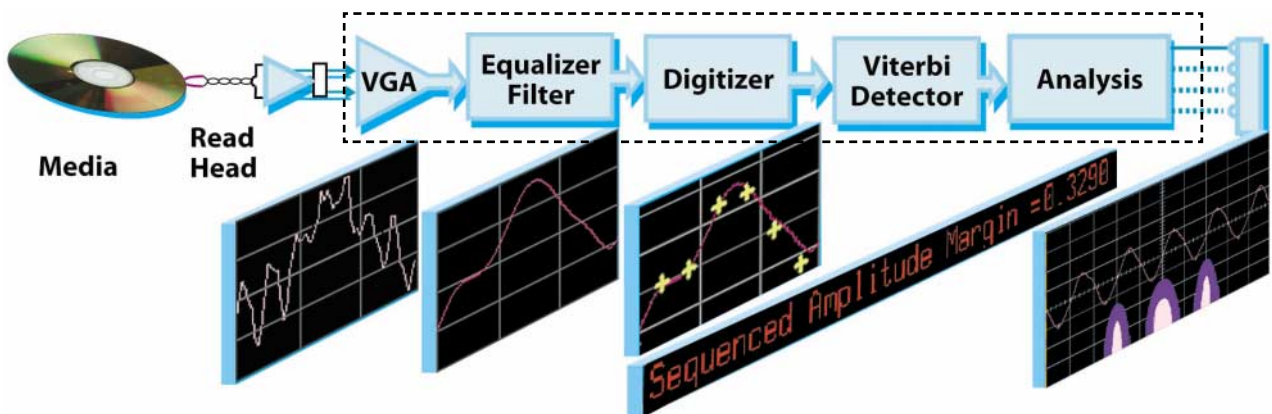 VGA
Equalizer
Filter
Digitizer
Viterbi
Detector
Analysis
Read
Head
Media
Sequenced Amplitude Margin =0.3290